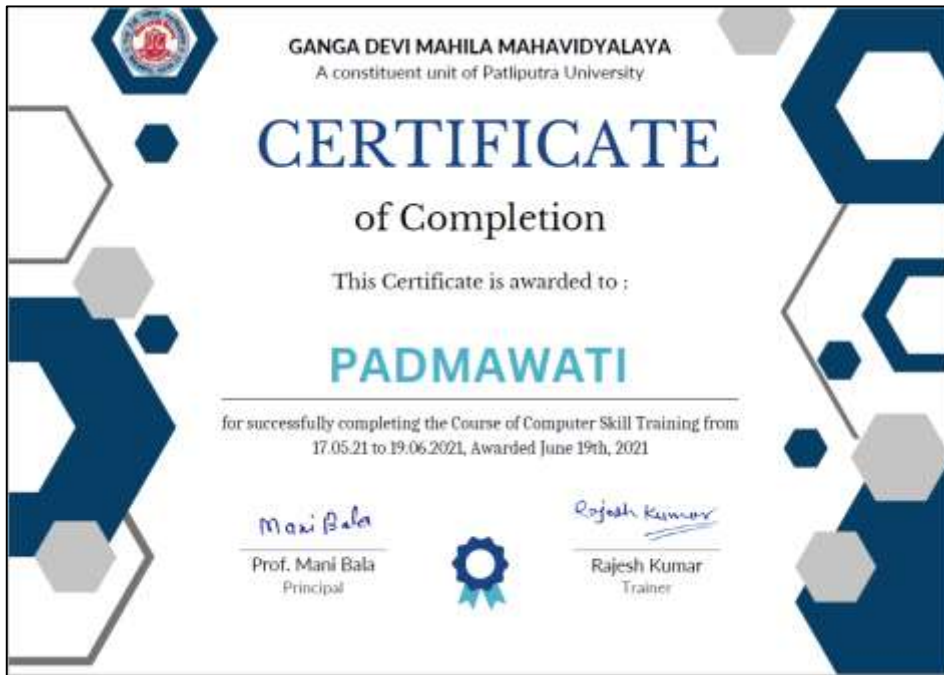 GANGA DEVI MAHILA MAHAVIDYALAYA
A constituent unit of Patliputra University
CERTIFICATE
of Completion
This Certificate is awarded to :
PADMAWATI
for successfully completing the Course of Computer Skill Training from
17.05.21 to 19.06.2021, Awarded June 19th, 2021
Mani Bala
Rajesh Kumar
Prof. Mani Bala
Rajesh Kumar
Principal
Trainer